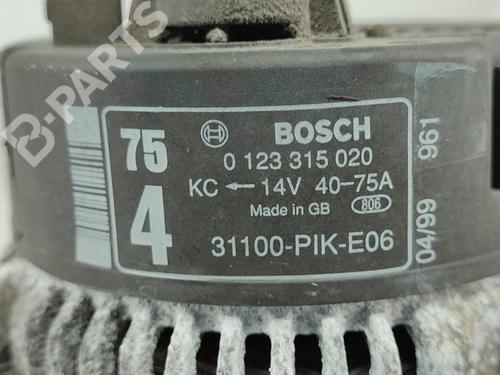 B-PARTS
75
4
BOSCH
0 123 315 020
KC ← 14V 40-75A
Made in GB 806
31100-PIK-E06
04/99 961